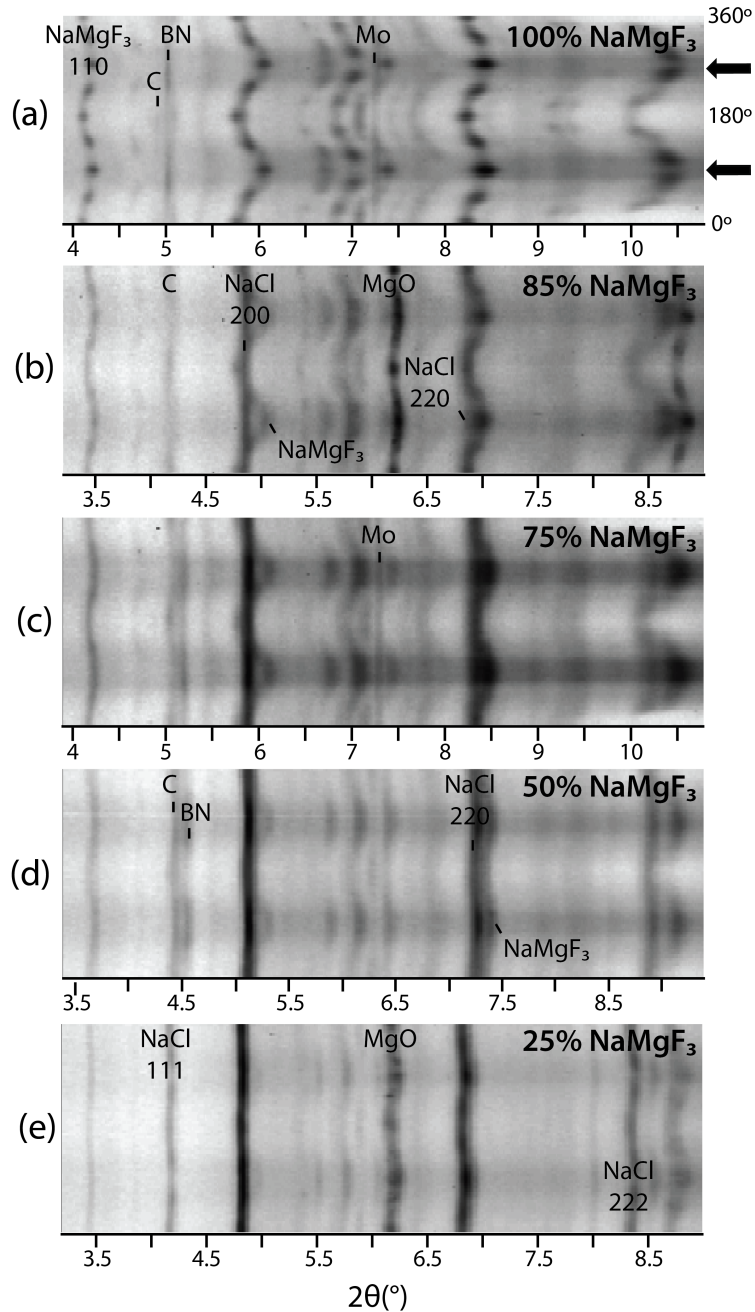 360º
NaMgF₃ BN Mo 100% NaMgF₃
110
C
(a) 180º
0º
4 5 6 7 8 9 10
C NaCl MgO 85% NaMgF₃
200
(b) NaCl
220
NaMgF₃
3.5 4.5 5.5 6.5 7.5 8.5
Mo 75% NaMgF₃
(c)
4 5 6 7 8 9 10
C NaCl 50% NaMgF₃
BN 220
(d)
NaMgF₃
3.5 4.5 5.5 6.5 7.5 8.5
NaCl MgO 25% NaMgF₃
111
(e)
NaCl
222
3.5 4.5 5.5 6.5 7.5 8.5
2θ(°)